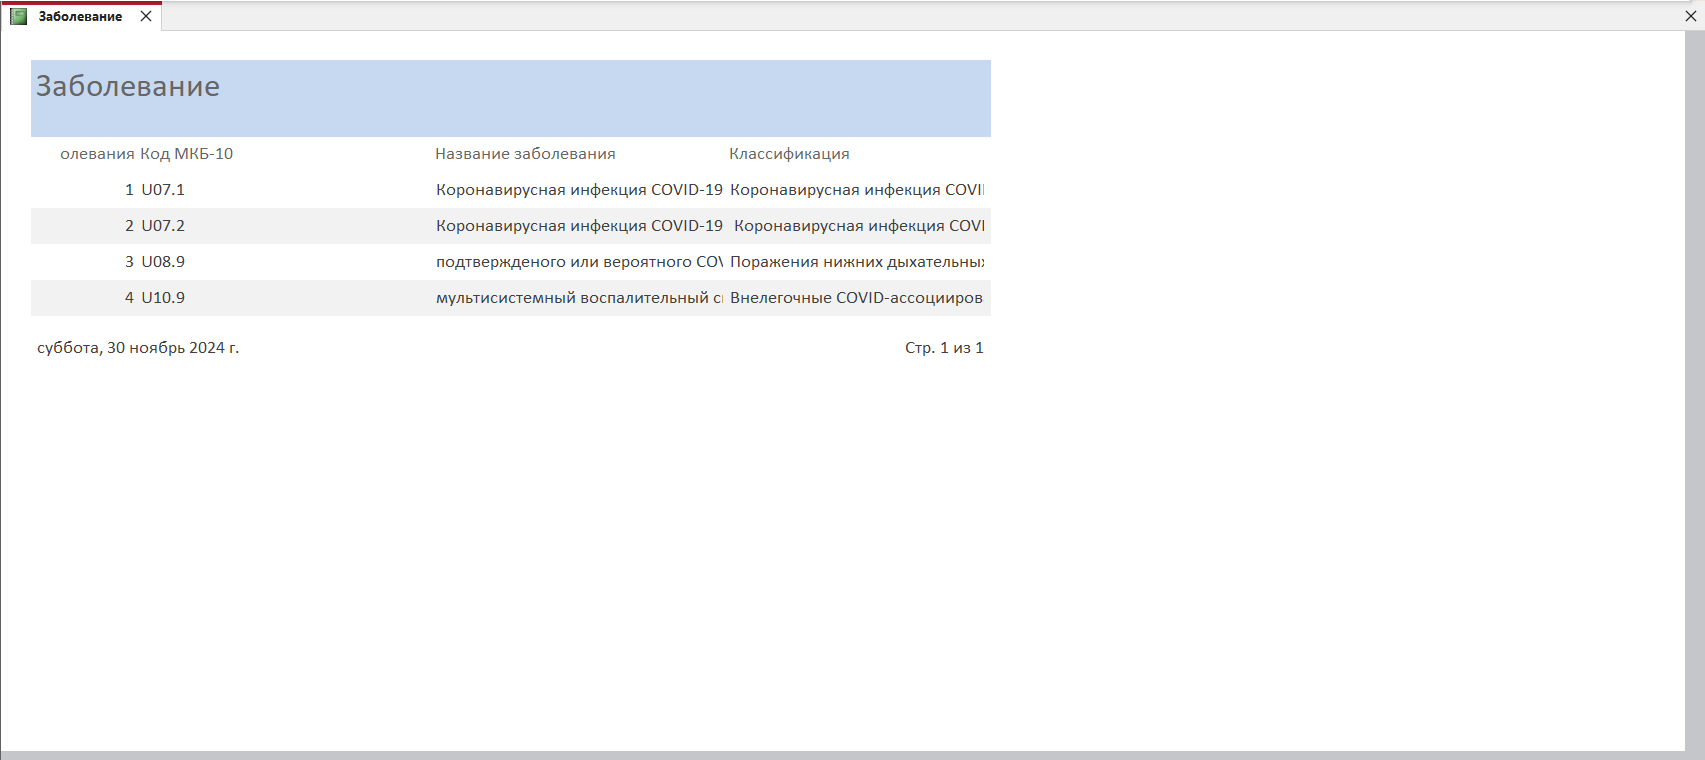 Заболевание
Заболевание
олевания Код МКБ-10 Название заболевания Классификация
1 U07.1 Коронавирусная инфекция COVID-19 Коронавирусная инфекция COVI
2 U07.2 Коронавирусная инфекция COVID-19 Коронавирусная инфекция COVI
3 U08.9 подтвержденого или вероятного COV Поражения нижних дыхательных
4 U10.9 мультисистемный воспалительный Внелегочные COVID-ассоцииров
суббота, 30 ноябрь 2024 г. Стр. 1 из 1